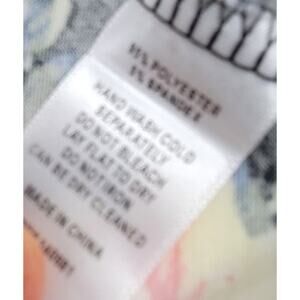 95% POLYESTER
5% SPANDEX
HAND WASH COLD
SEPARATELY
DO NOT BLEACH
LAY FLAT TO DRY
DO NOT IRON
CAN BE DRY CLEANED
MADE IN CHINA